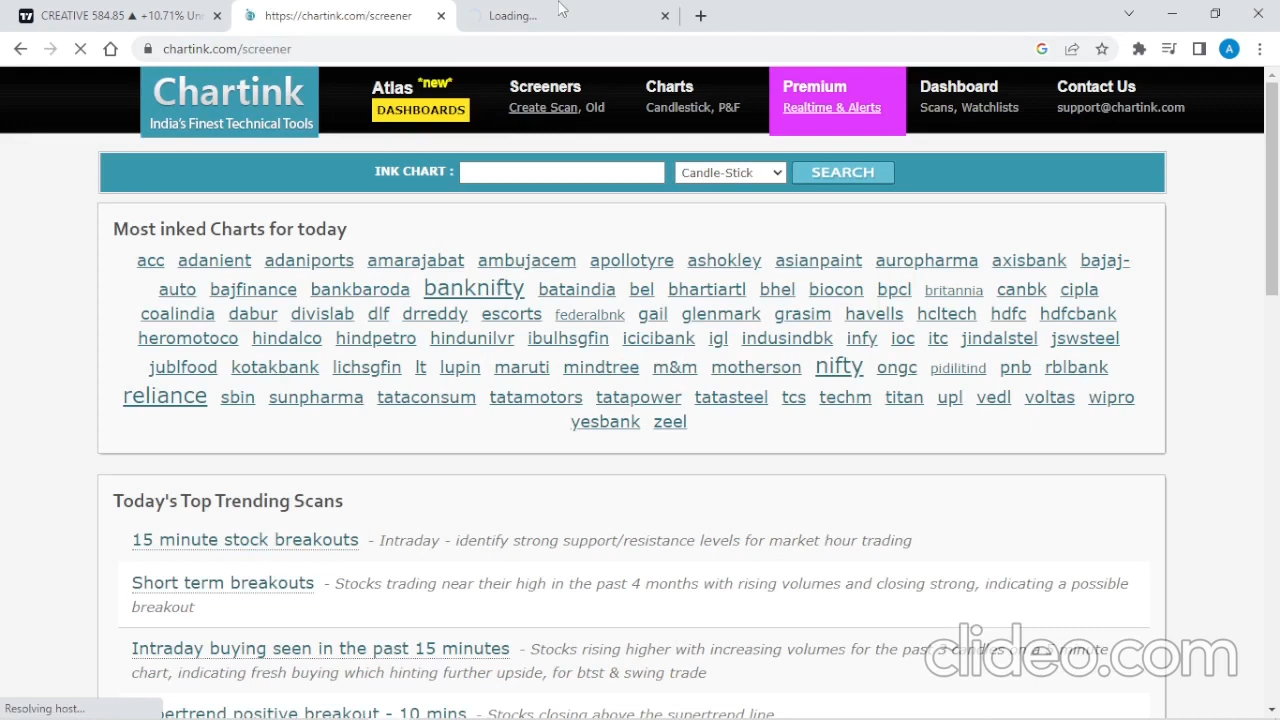 CREATIVE 584.85 ▲ +10.71% Un
https://chartink.com/screener
Loading...
chartink.com/screener
A
Chartink
India's Finest Technical Tools
Atlas *new*
DASHBOARDS
Screeners
Create Scan, Old
Charts
Candlestick, P&F
Premium
Realtime & Alerts
Dashboard
Scans, Watchlists
Contact Us
support@chartink.com
INK CHART :
Candle-Stick
SEARCH
Most inked Charts for today
acc adanient adaniports amarajabat ambujacem apollotyre ashokley asianpaint auropharma axisbank bajaj-
auto bajfinance bankbaroda banknifty bataindia bel bhartiartl bhel biocon bpcl britannia canbk cipla
coalindia dabur divislab dlf drreddy escorts federalbnk gail glenmark grasim havells hcltech hdfc hdfcbank
heromotoco hindalco hindpetro hindunilvr ibulhsgfin icicibank igl indusindbk infy ioc itc jindalstel jswsteel
jublfood kotakbank lichsgfin lt lupin maruti mindtree m&m motherson nifty ongc pidilitind pnb rblbank
reliance sbin sunpharma tataconsum tatamotors tatapower tatasteel tcs techm titan upl vedl voltas wipro
yesbank zeel
Today's Top Trending Scans
15 minute stock breakouts - Intraday - identify strong support/resistance levels for market hour trading
Short term breakouts - Stocks trading near their high in the past 4 months with rising volumes and closing strong, indicating a possible
breakout
Intraday buying seen in the past 15 minutes - Stocks rising higher with increasing volumes for the past 3 candles on a 5 minute
chart, indicating fresh buying which hinting further upside, for btst & swing trade
pertrend positive breakout - 10 mins - Stocks closing above the supertrend line
clideo.com
Resolving host...